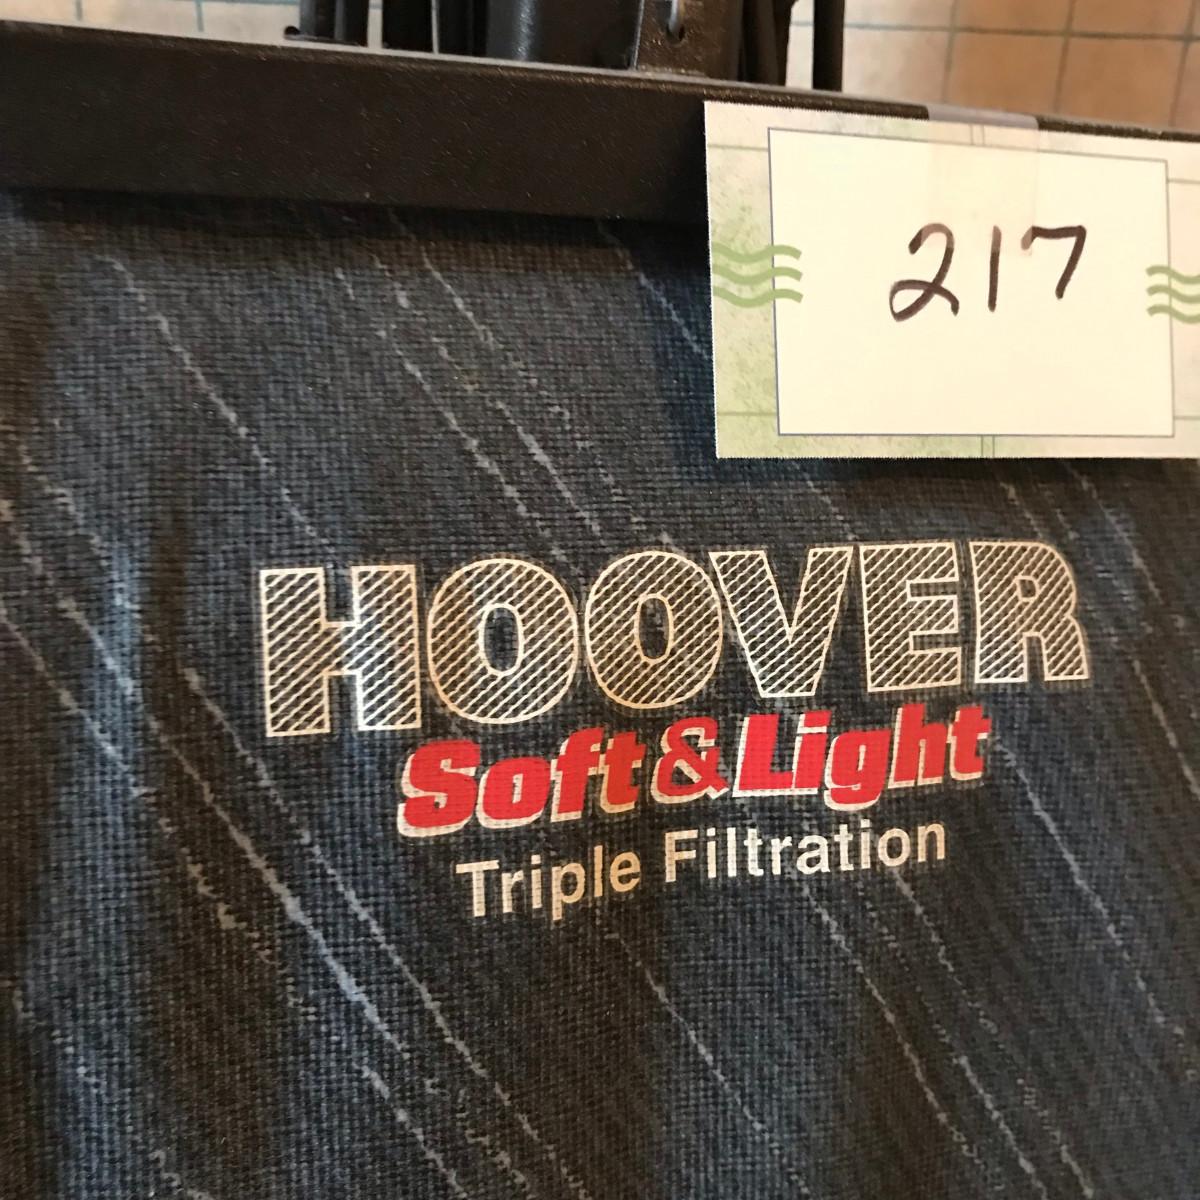 217
HOOVER
Soft & Light
Triple Filtration